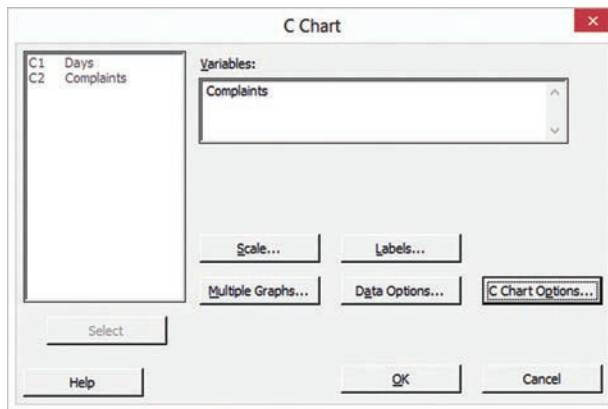 C Chart
C1 Days
C2 Complaints
Variables:
Complaints
Scale...
Labels...
Multiple Graphs...
Data Options...
C Chart Options...
Select
Help
OK
Cancel